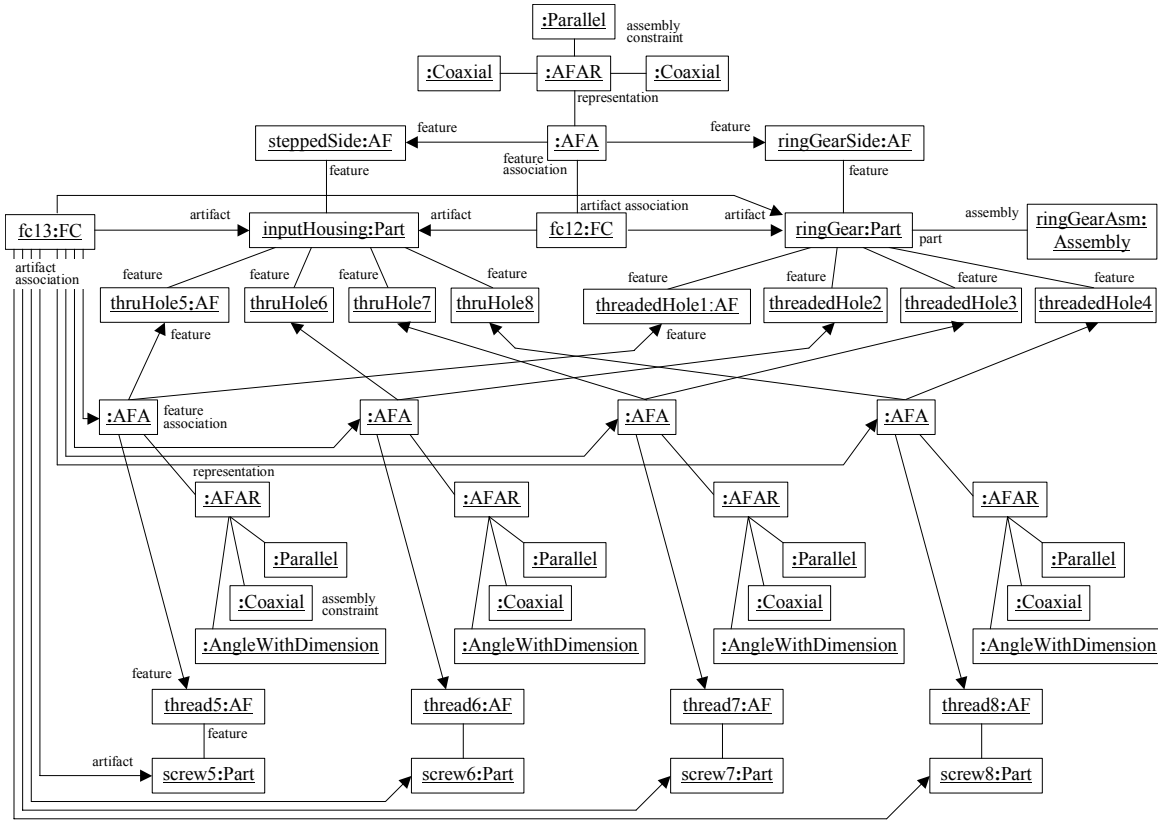 :Parallel
assembly
constraint
:Coaxial
:AFAR
:Coaxial
representation
steppedSide:AF
feature
:AFA
feature
ringGearSide:AF
feature
feature
association
feature
fc13:FC
artifact
inputHousing:Part
artifact
artifact association
fc12:FC
artifact
ringGear:Part
assembly
part
ringGearAsm:
Assembly
artifact
association
feature
feature
feature
feature
feature
feature
feature
feature
thruHole5:AF
thruHole6
thruHole7
thruHole8
threadedHole1:AF
threadedHole2
threadedHole3
threadedHole4
feature
feature
:AFA
feature
association
:AFA
:AFA
:AFA
representation
:AFAR
:AFAR
:AFAR
:AFAR
:Parallel
:Parallel
:Parallel
:Parallel
:Coaxial
assembly
constraint
:Coaxial
:Coaxial
:Coaxial
:AngleWithDimension
:AngleWithDimension
:AngleWithDimension
:AngleWithDimension
feature
thread5:AF
thread6:AF
thread7:AF
thread8:AF
feature
artifact
screw5:Part
screw6:Part
screw7:Part
screw8:Part